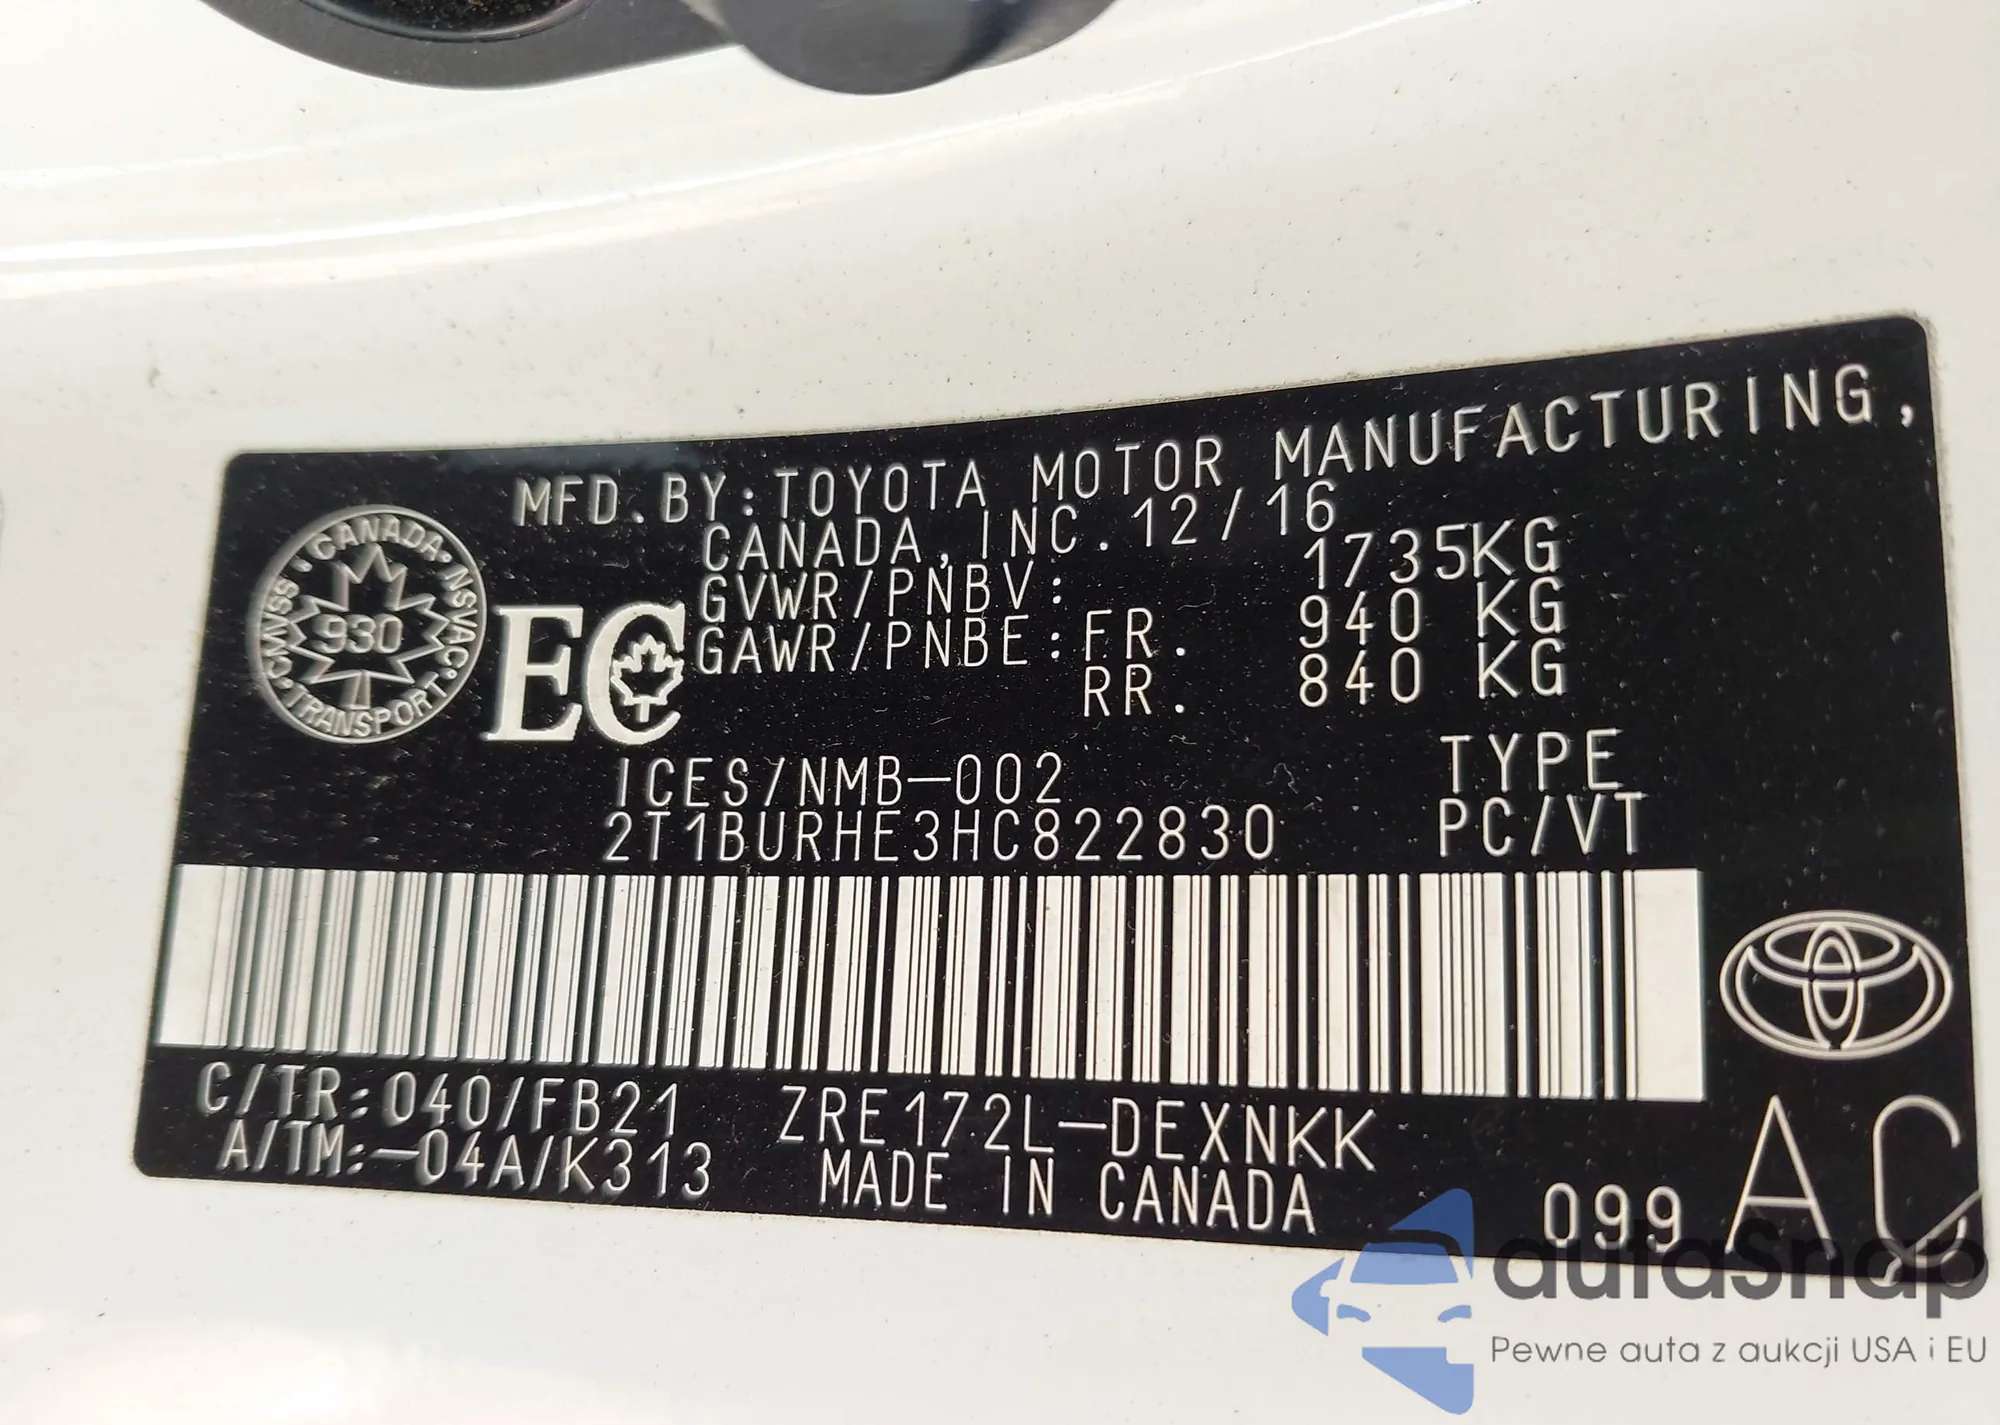 MFD.BY:TOYOTA MOTOR MANUFACTURING,
CANADA,INC.12/16
GVWR/PNBV: 1735KG
GAWR/PNBE:FR. 940 KG
RR. 840 KG
CANADA·NSVAC·TRANSPORT·CMVSS·
930
EC
ICES/NMB-002 TYPE
2T1BURHE3HC822830 PC/VT
C/TR:040/FB21 ZRE172L-DEXNKK
A/TM:-04A/K313 MADE IN CANADA
099 AC
autaSnap
Pewne auta z aukcji USA i EU